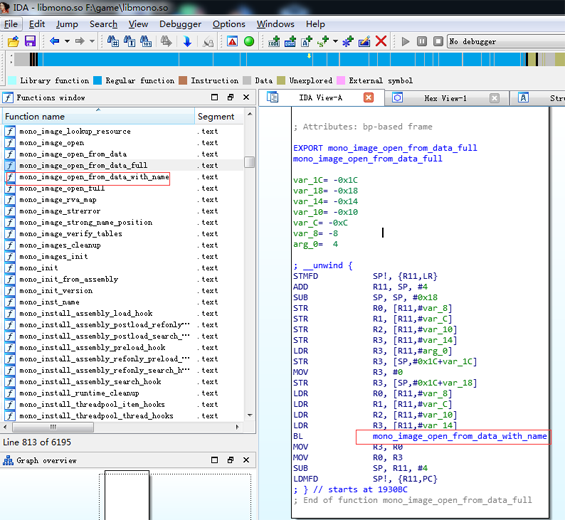 IDA - libmono.so F:\game\libmono.so
File Edit Jump Search View Debugger Options Windows Help
No debugger
Library function Regular function Instruction Data Unexplored External symbol
Functions window
Function name Segment
mono_image_lookup_resource .text
mono_image_open .text
mono_image_open_from_data .text
mono_image_open_from_data_full .text
mono_image_open_from_data_with_name .text
mono_image_open_full .text
mono_image_rva_map .text
mono_image_strerror .text
mono_image_strong_name_position .text
mono_image_verify_tables .text
mono_images_cleanup .text
mono_images_init .text
mono_init .text
mono_init_from_assembly .text
mono_init_version .text
mono_inst_name .text
mono_install_assembly_load_hook .text
mono_install_assembly_postload_refonly... .text
mono_install_assembly_postload_search_... .text
mono_install_assembly_preload_hook .text
mono_install_assembly_refonly_preload_... .text
mono_install_assembly_refonly_search_h... .text
mono_install_assembly_search_hook .text
mono_install_runtime_cleanup .text
mono_install_threadpool_item_hooks .text
mono_install_threadpool_thread_hooks .text
Line 813 of 6195
Graph overview
IDA View-A Hex View-1 Str
; Attributes: bp-based frame
EXPORT mono_image_open_from_data_full
mono_image_open_from_data_full
var_1C= -0x1C
var_18= -0x18
var_14= -0x14
var_10= -0x10
var_C= -0xC
var_8= -8
arg_0= 4
; __unwind {
STMFD SP!, {R11,LR}
ADD R11, SP, #4
SUB SP, SP, #0x18
STR R0, [R11,#var_8]
STR R1, [R11,#var_C]
STR R2, [R11,#var_10]
STR R3, [R11,#var_14]
LDR R3, [R11,#arg_0]
STR R3, [SP,#0x1C+var_1C]
MOV R3, #0
STR R3, [SP,#0x1C+var_18]
LDR R0, [R11,#var_8]
LDR R1, [R11,#var_C]
LDR R2, [R11,#var_10]
LDR R3, [R11,#var_14]
BL mono_image_open_from_data_with_name
MOV R3, R0
MOV R0, R3
SUB SP, R11, #4
LDMFD SP!, {R11,PC}
; } // starts at 19308C
; End of function mono_image_open_from_data_full